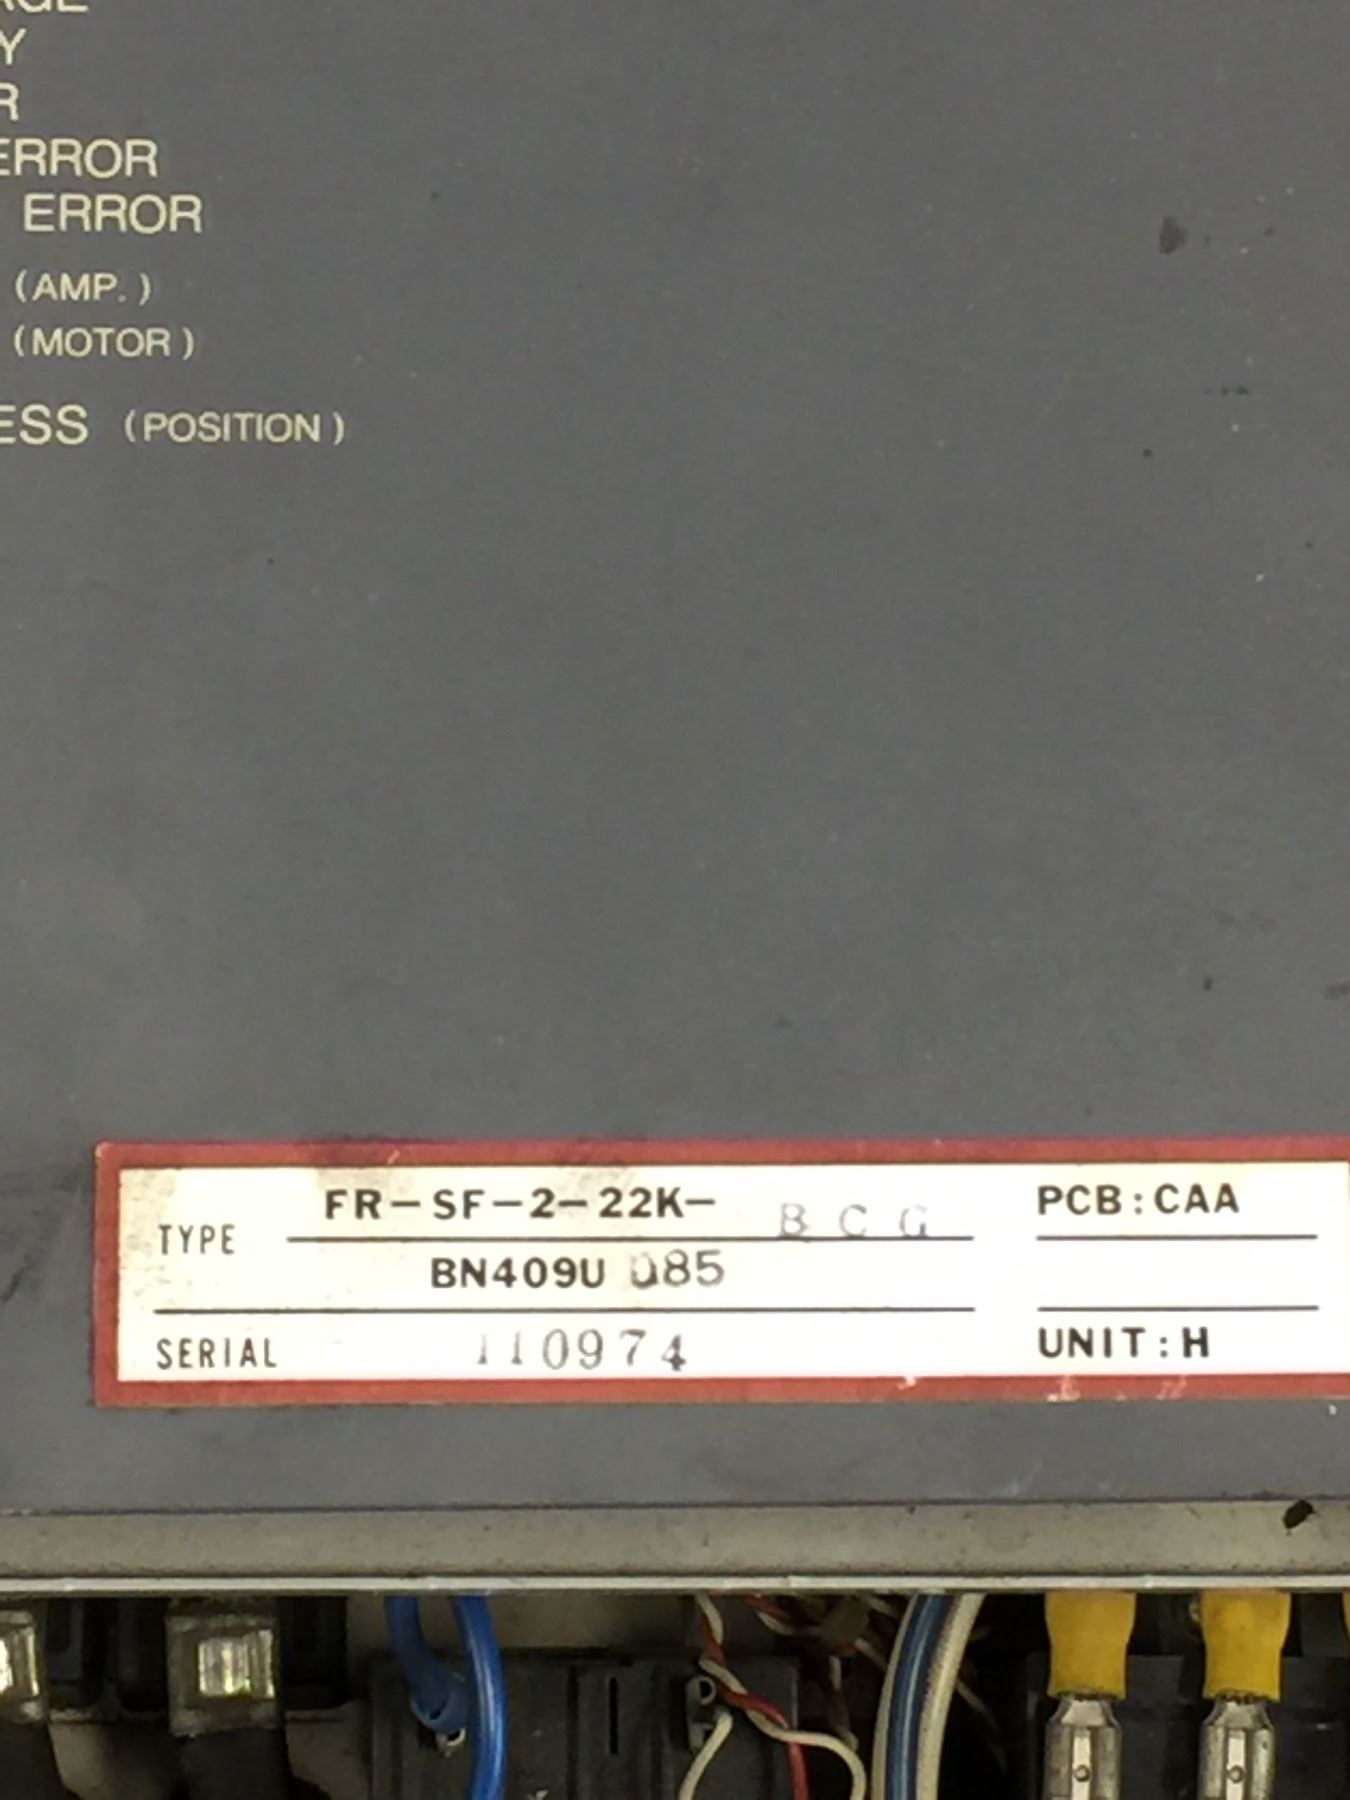 AGE
Y
R
ERROR
ERROR
(AMP.)
(MOTOR)
ESS (POSITION)
TYPE FR-SF-2-22K- BCG PCB:CAA
BN409U 085
SERIAL 110974 UNIT:H